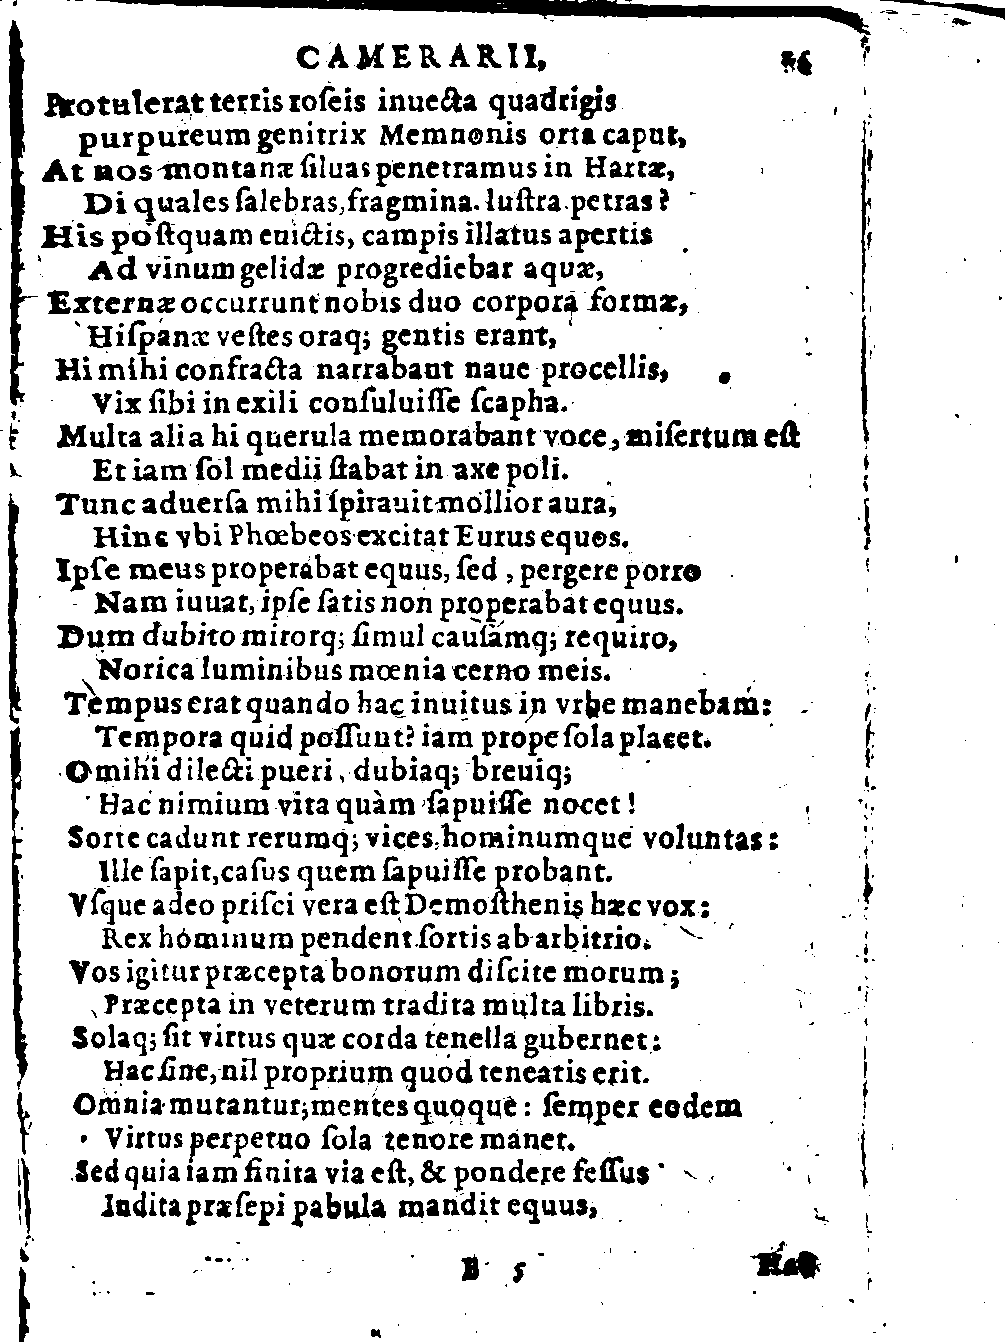 CAMERARII,
Protulerat terris roſeis inuecta quadrigis
purpureum genitrix Memnonis orta caput,
At nos montanæ ſiluas penetramus in Hartæ,
Di quales ſalebras, fragmina. luſtra petras?
His poſtquam euictis, campis illatus apertis
Ad vinum gelidæ progrediebar aquæ,
Externæ occurrunt nobis duo corpora formæ,
Hiſpanæ veſtes oraq; gentis erant,
Hi mihi confracta narrabant naue procellis,
Vix ſibi in exili conſuluiſſe ſcapha.
Multa alia hi querula memorabant voce, miſertum eſt
Et iam ſol medii ſtabat in axe poli.
Tunc aduerſa mihi ſpirauit mollior aura,
Hinc vbi Phœbeos excitat Eurus equos.
Ipſe meus properabat equus, ſed , pergere porro
Nam iuuat, ipſe ſatis non properabat equus.
Dum dubito mirorq; ſimul cauſamq; requiro,
Norica luminibus mœnia cerno meis.
Tempus erat quando hac inuitus in vrbe manebam:
Tempora quid poſſunt? iam prope ſola placet.
O mihi dilecti pueri, dubiaq; breuiq;
Hac nimium vita quàm ſapuiſſe nocet!
Sorte cadunt rerumq; vices, hominumque voluntas:
Ille ſapit, caſus quem ſapuiſſe probant.
Vſque adeo priſci vera eſt Demoſthenis hæc vox:
Rex hominum pendent ſortis ab arbitrio.
Vos igitur præcepta bonorum diſcite morum;
Præcepta in veterum tradita multa libris.
Solaq; ſit virtus quæ corda tenella gubernet:
Hac ſine, nil proprium quod teneatis erit.
Omnia mutantur; mentes quoque: ſemper eodem
Virtus perpetuo ſola tenore manet.
Sed quia iam finita via eſt, & pondere feſſus
Indita præſepi pabula mandit equus,
B 5